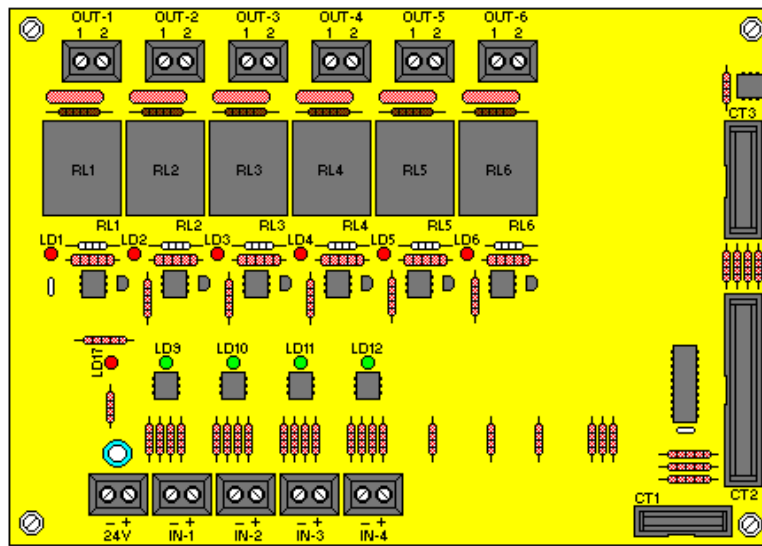 OUT-1 OUT-2 OUT-3 OUT-4 OUT-5 OUT-6
1 2 1 2 1 2 1 2 1 2 1 2
CT3
RL1 RL2 RL3 RL4 RL5 RL6
RL1 RL2 RL3 RL4 RL5 RL6
LD1 LD2 LD3 LD4 LD5 LD6
LD17 LD9 LD10 LD11 LD12
CT1 CT2
- + - + - + - + - +
24V IN-1 IN-2 IN-3 IN-4